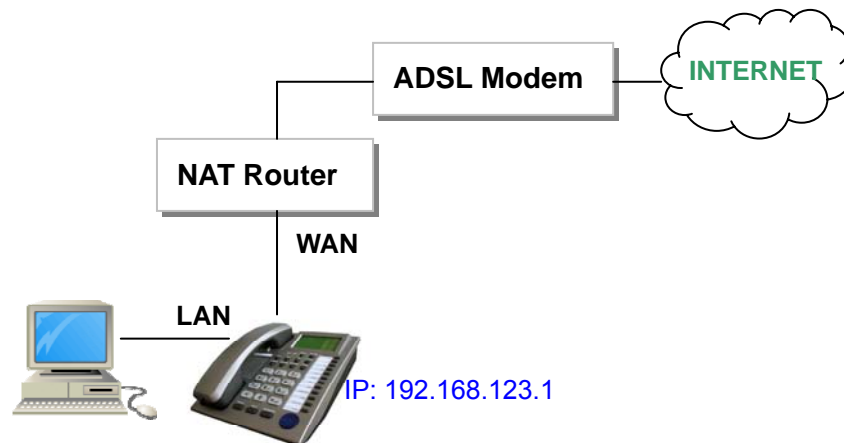 ADSL Modem
INTERNET
NAT Router
WAN
LAN
IP: 192.168.123.1